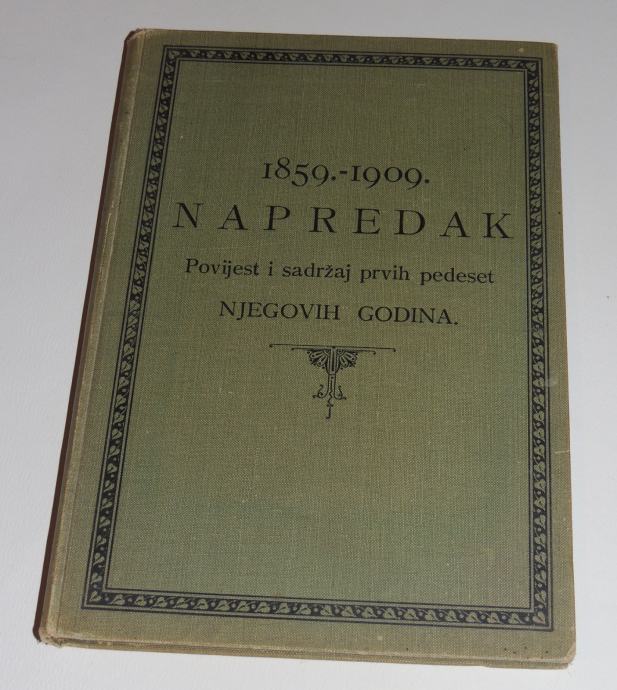 1859.-1909.
NAPREDAK
Povijest i sadržaj prvih pedeset
NJEGOVIH GODINA.